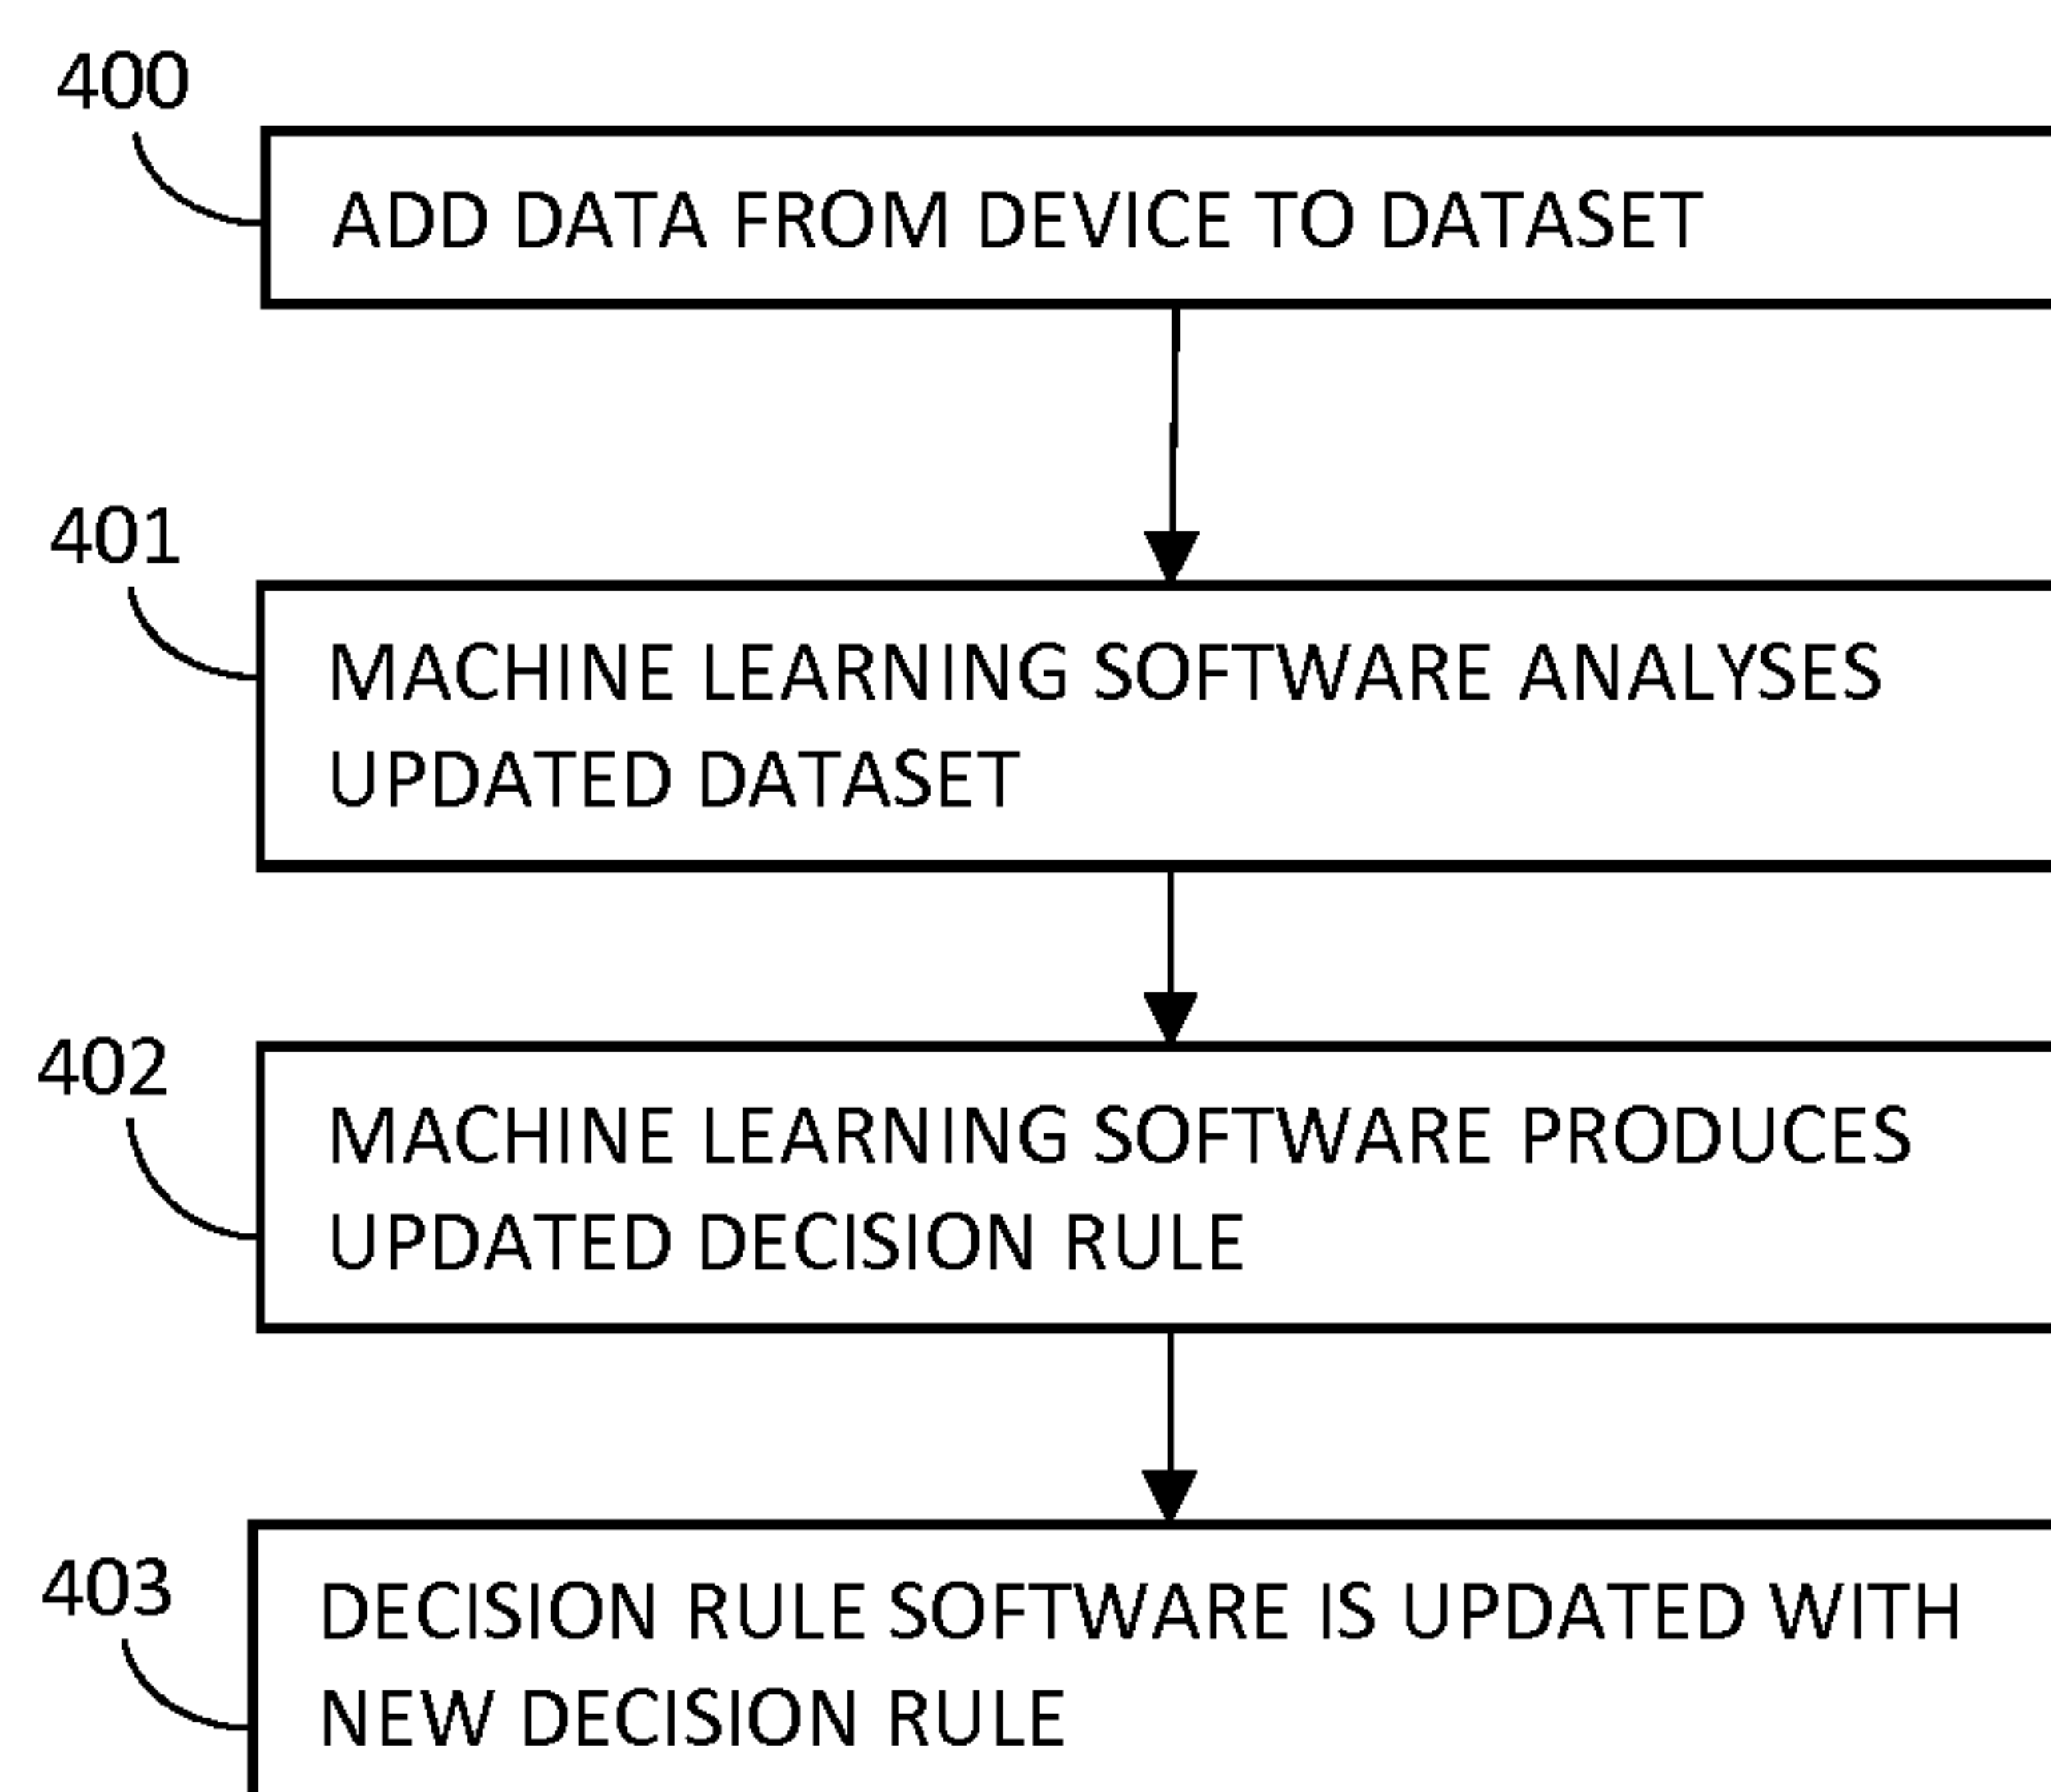 400
ADD DATA FROM DEVICE TO DATASET
401
MACHINE LEARNING SOFTWARE ANALYSES
UPDATED DATASET
402
MACHINE LEARNING SOFTWARE PRODUCES
UPDATED DECISION RULE
403
DECISION RULE SOFTWARE IS UPDATED WITH
NEW DECISION RULE